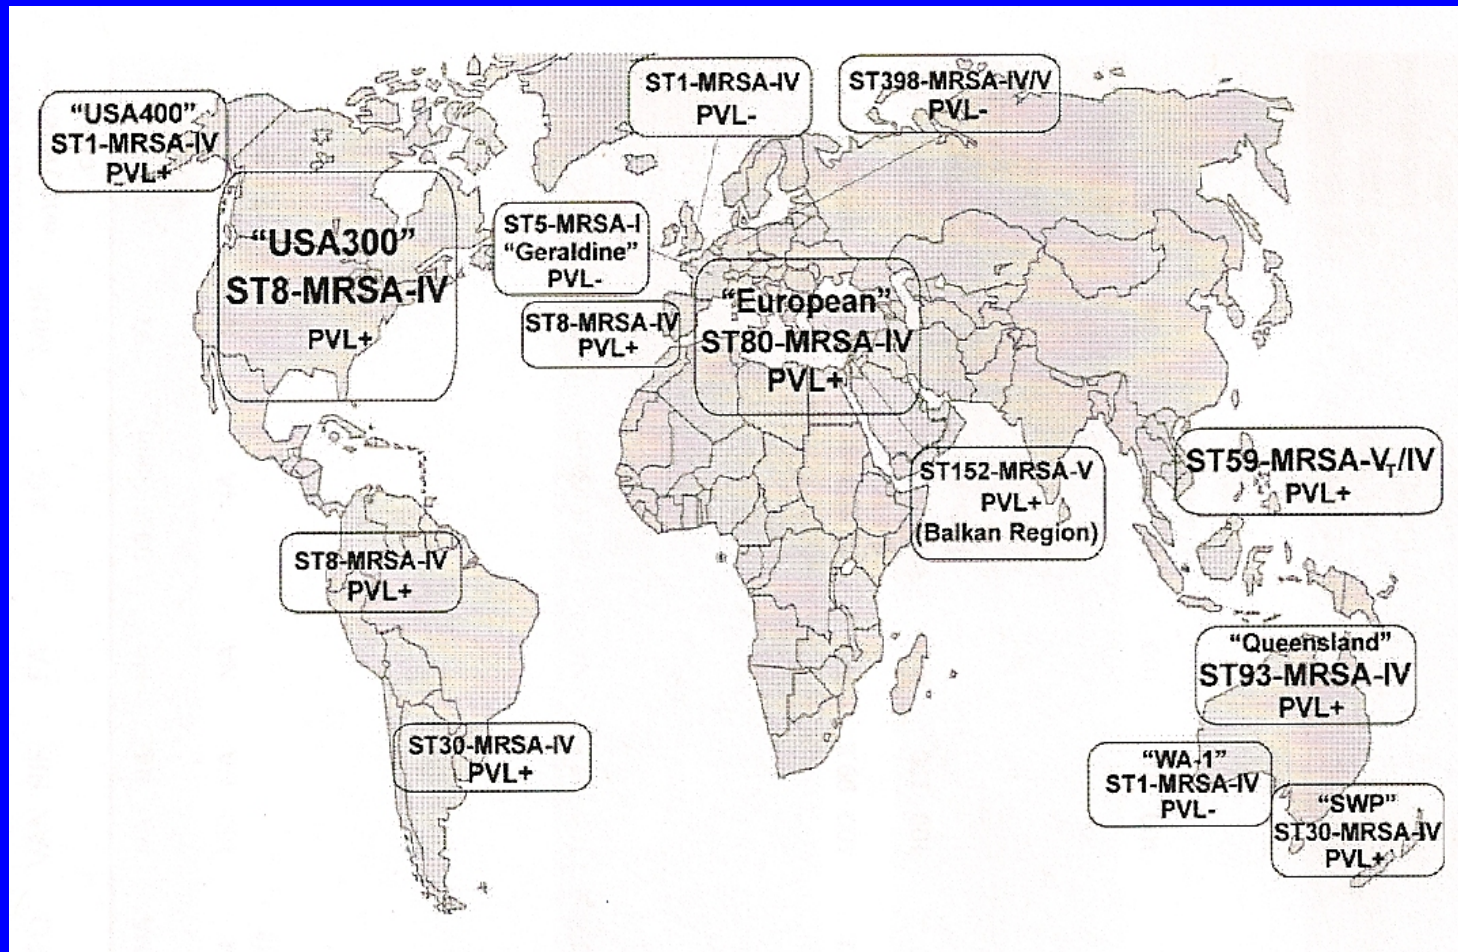 “USA400”
ST1-MRSA-IV
PVL+
ST1-MRSA-IV
PVL-
ST398-MRSA-IV/V
PVL-
“USA300”
ST8-MRSA-IV
PVL+
ST5-MRSA-I
“Geraldine”
PVL-
ST8-MRSA-IV
PVL+
“European”
ST80-MRSA-IV
PVL+
ST152-MRSA-V
PVL+
(Balkan Region)
ST59-MRSA-VT/IV
PVL+
ST8-MRSA-IV
PVL+
ST30-MRSA-IV
PVL+
“Queensland”
ST93-MRSA-IV
PVL+
“WA-1”
ST1-MRSA-IV
PVL-
“SWP”
ST30-MRSA-IV
PVL+